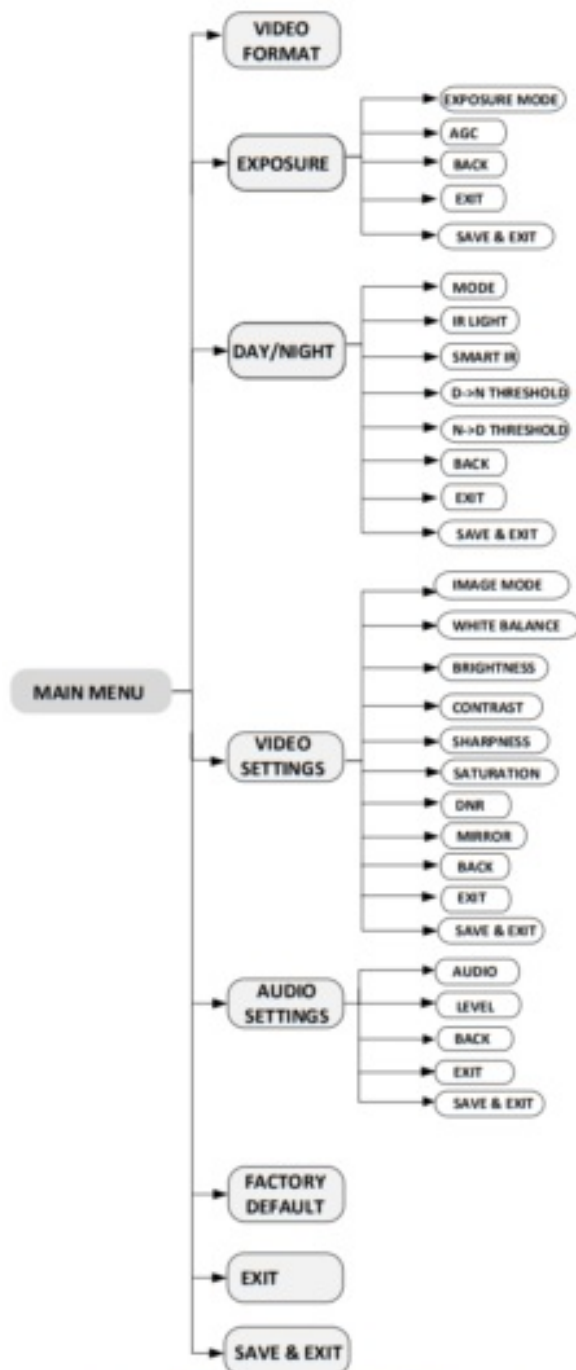 VIDEO
FORMAT
EXPOSURE
EXPOSURE MODE
AGC
BACK
EXIT
SAVE & EXIT
DAY/NIGHT
MODE
IR LIGHT
SMART IR
D->N THRESHOLD
N->D THRESHOLD
BACK
EXIT
SAVE & EXIT
MAIN MENU
VIDEO
SETTINGS
IMAGE MODE
WHITE BALANCE
BRIGHTNESS
CONTRAST
SHARPNESS
SATURATION
DNR
MIRROR
BACK
EXIT
SAVE & EXIT
AUDIO
SETTINGS
AUDIO
LEVEL
BACK
EXIT
SAVE & EXIT
FACTORY
DEFAULT
EXIT
SAVE & EXIT